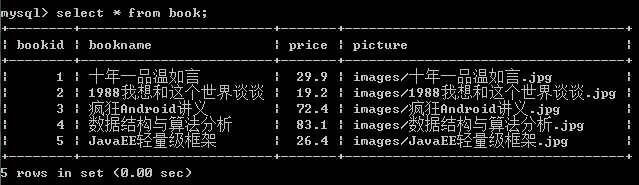 mysql> select * from book;
+--------+----------------------------+-------+----------------------------------------+
| bookid | bookname | price | picture |
+--------+----------------------------+-------+----------------------------------------+
| 1 | 十年一品温如言 | 29.9 | images/十年一品温如言.jpg |
| 2 | 1988我想和这个世界谈谈 | 19.2 | images/1988我想和这个世界谈谈.jpg |
| 3 | 疯狂Android讲义 | 72.4 | images/疯狂Android讲义.jpg |
| 4 | 数据结构与算法分析 | 83.1 | images/数据结构与算法分析.jpg |
| 5 | JavaEE轻量级框架 | 26.4 | images/JavaEE轻量级框架.jpg |
+--------+----------------------------+-------+----------------------------------------+
5 rows in set (0.00 sec)